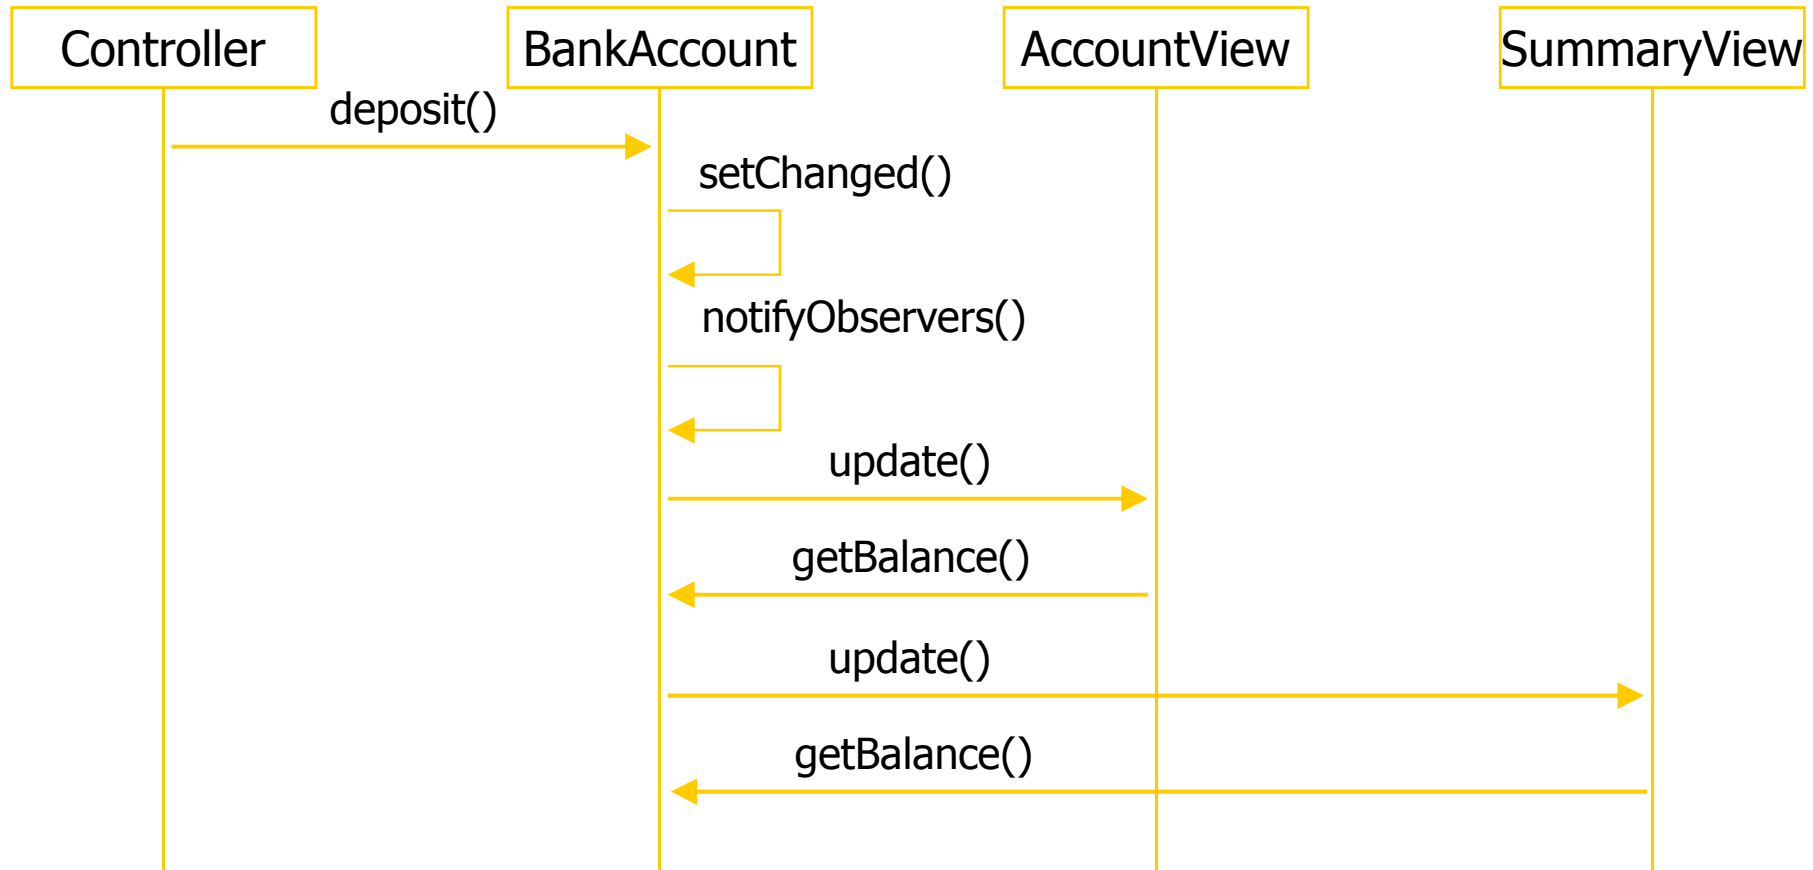 Controller
BankAccount
AccountView
SummaryView
deposit()
setChanged()
notifyObservers()
update()
getBalance()
update()
getBalance()